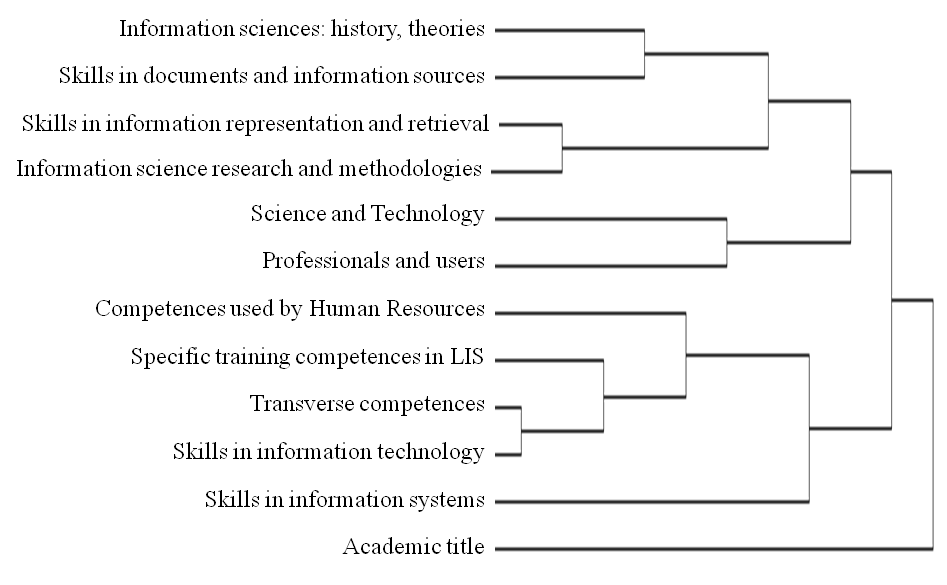 Information sciences: history, theories
Skills in documents and information sources
Skills in information representation and retrieval
Information science research and methodologies
Science and Technology
Professionals and users
Competences used by Human Resources
Specific training competences in LIS
Transverse competences
Skills in information technology
Skills in information systems
Academic title